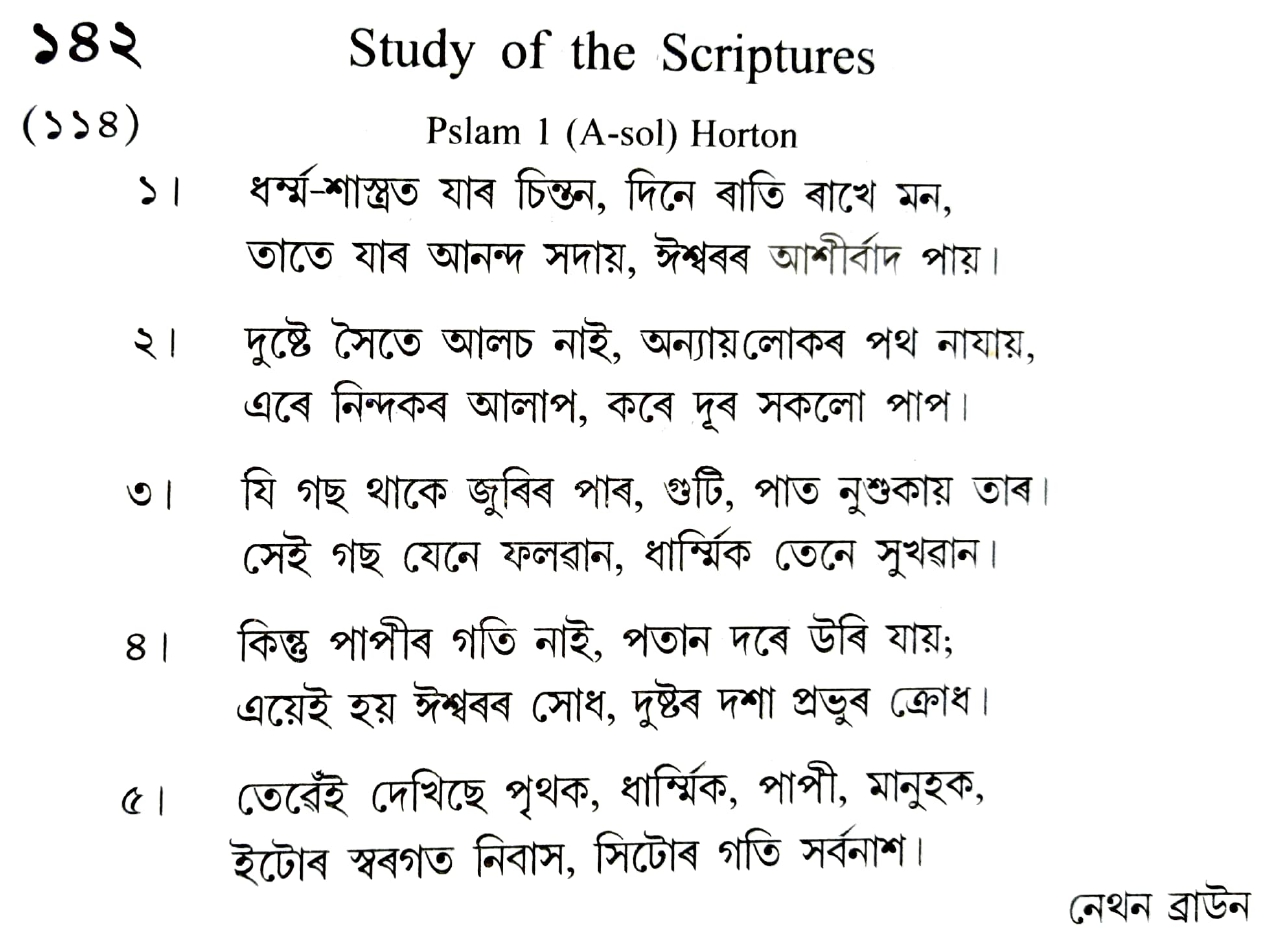 ১৪২ Study of the Scriptures
(১১৪) Pslam 1 (A-sol) Horton
১। ধৰ্ম্ম-শাস্ত্ৰত যাৰ চিন্তন, দিনে ৰাতি ৰাখে মন,
তাতে যাৰ আনন্দ সদায়, ঈশ্বৰৰ আশীৰ্বাদ পায়।
২। দুষ্টে সৈতে আলচ নাই, অন্যায়লোকৰ পথ নাযায়,
এৰে নিন্দকৰ আলাপ, কৰে দূৰ সকলো পাপ।
৩। যি গছ থাকে জুৰিৰ পাৰ, গুটি, পাত নুশুকায় তাৰ।
সেই গছ যেনে ফলৱান, ধাৰ্ম্মিক তেনে সুখৱান।
৪। কিন্তু পাপীৰ গতি নাই, পতান দৰে উৰি যায়;
এয়েই হয় ঈশ্বৰৰ সোধ, দুষ্টৰ দশা প্ৰভুৰ ক্ৰোধ।
৫। তেৱেঁই দেখিছে পৃথক, ধাৰ্ম্মিক, পাপী, মানুহক,
ইটোৰ স্বৰগত নিবাস, সিটোৰ গতি সৰ্বনাশ।
নেথন ব্ৰাউন